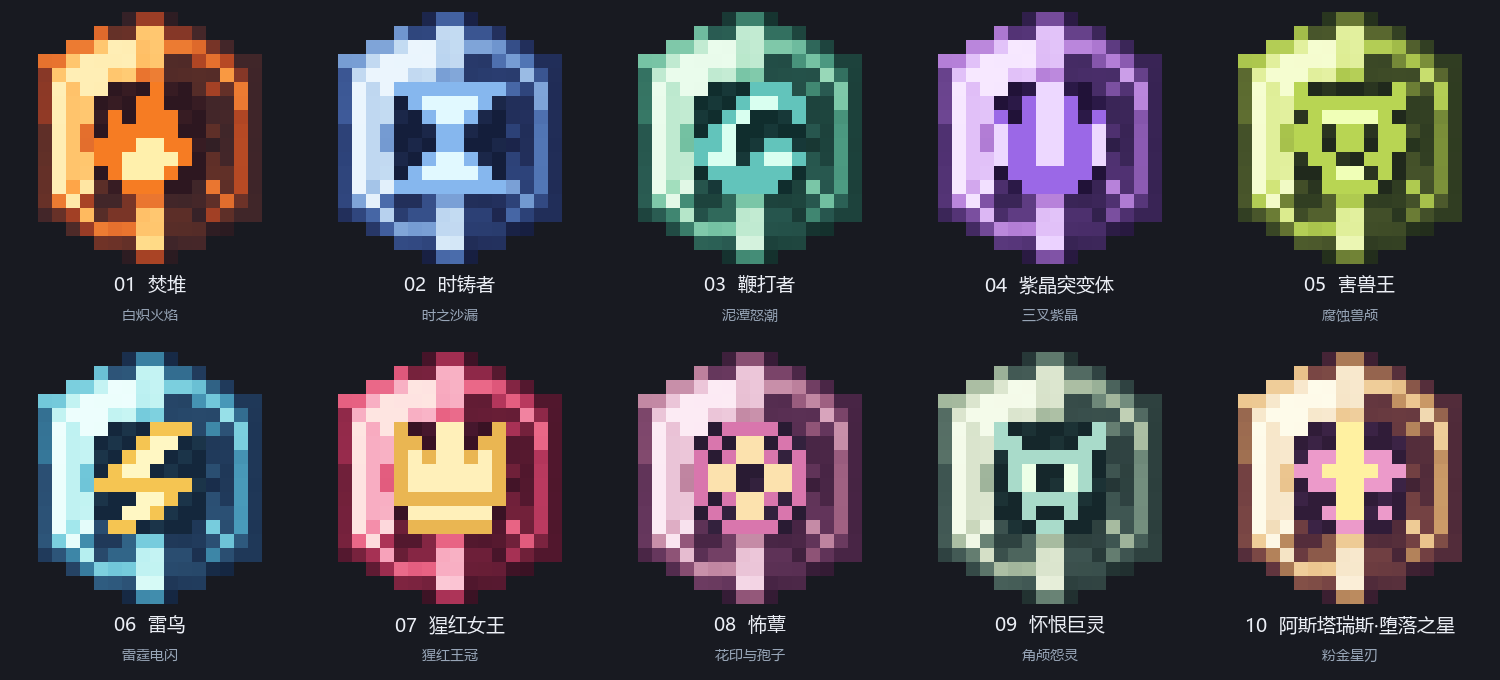 01 焚堆
白炽火焰
02 时铸者
时之沙漏
03 鞭打者
泥潭怒潮
04 紫晶突变体
三叉紫晶
05 害兽王
腐蚀兽颅
06 雷鸟
雷霆电闪
07 猩红女王
猩红王冠
08 怖蕈
花印与孢子
09 怀恨巨灵
角颅怨灵
10 阿斯塔瑞斯·堕落之星
粉金星刃